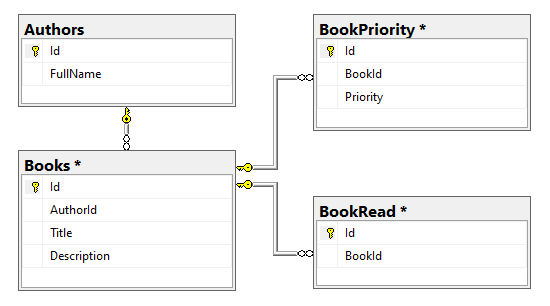 Authors
Id
FullName
Books *
Id
AuthorId
Title
Description
BookPriority *
Id
BookId
Priority
BookRead *
Id
BookId